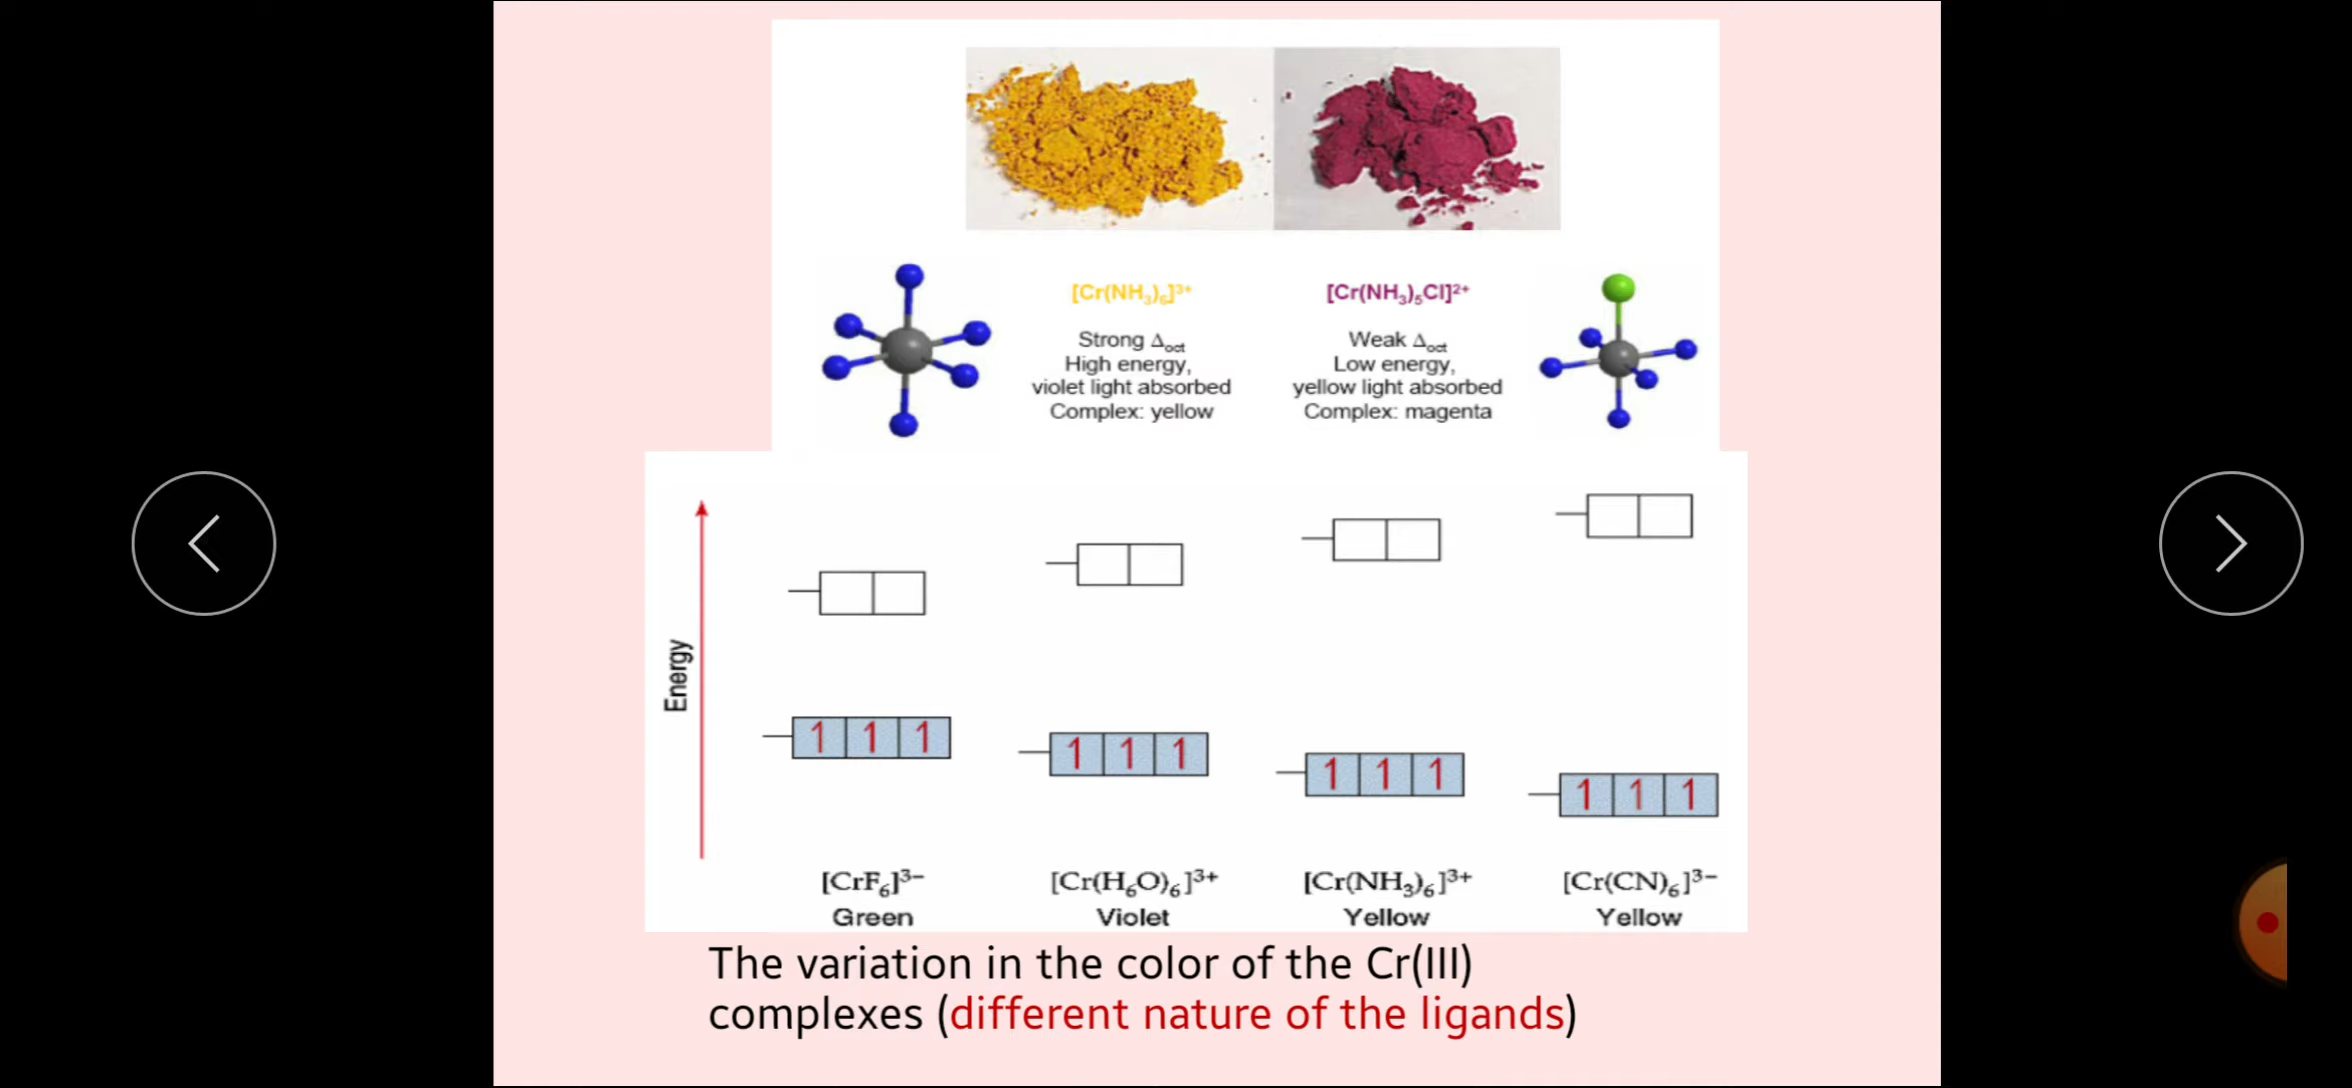 [Cr(NH₃)₆]³⁺
Strong Δoct
High energy,
violet light absorbed
Complex: yellow
[Cr(NH₃)₅Cl]²⁺
Weak Δoct
Low energy,
yellow light absorbed
Complex: magenta
Energy
1 1 1
1 1 1
1 1 1
1 1 1
[CrF₆]³⁻
Green
[Cr(H₆O)₆]³⁺
Violet
[Cr(NH₃)₆]³⁺
Yellow
[Cr(CN)₆]³⁻
Yellow
The variation in the color of the Cr(III)
complexes (different nature of the ligands)